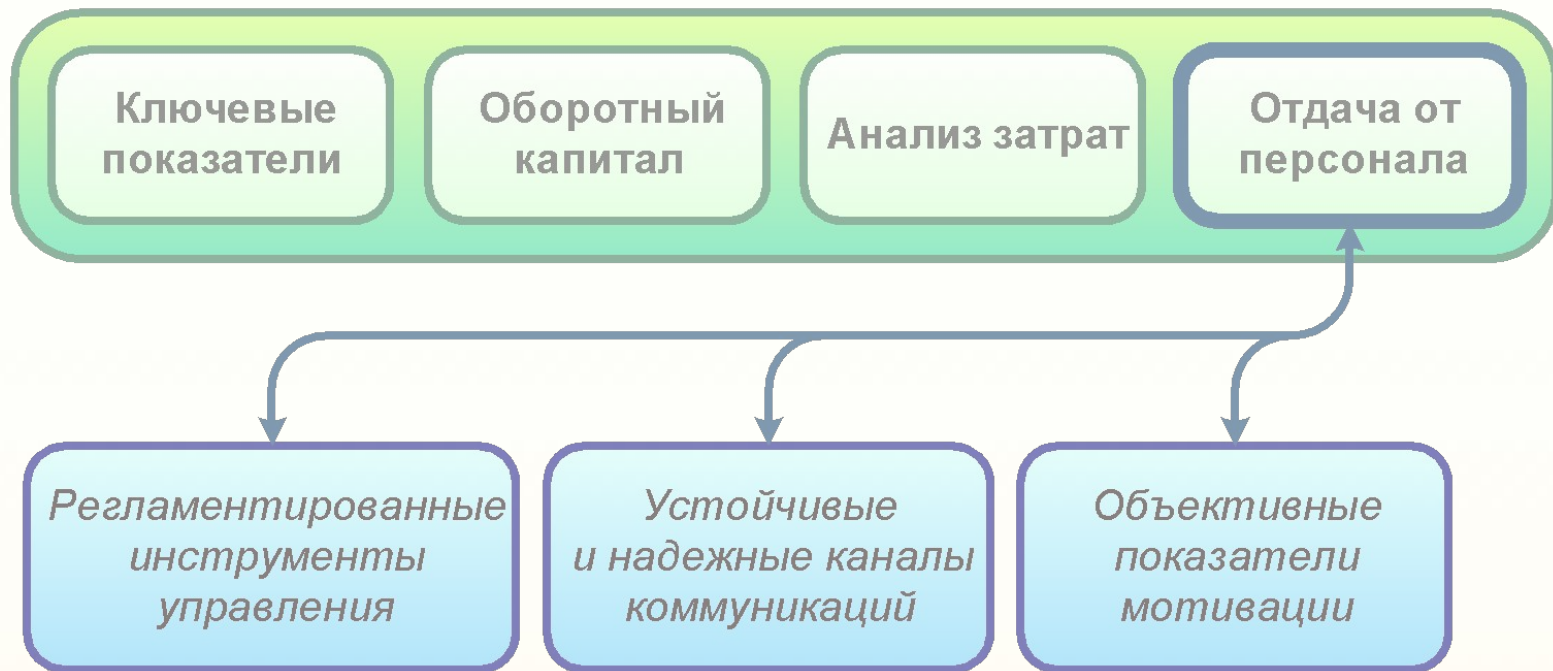 Ключевые
показатели
Оборотный
капитал
Анализ затрат
Отдача от
персонала
Регламентированные
инструменты
управления
Устойчивые
и надежные каналы
коммуникаций
Объективные
показатели
мотивации